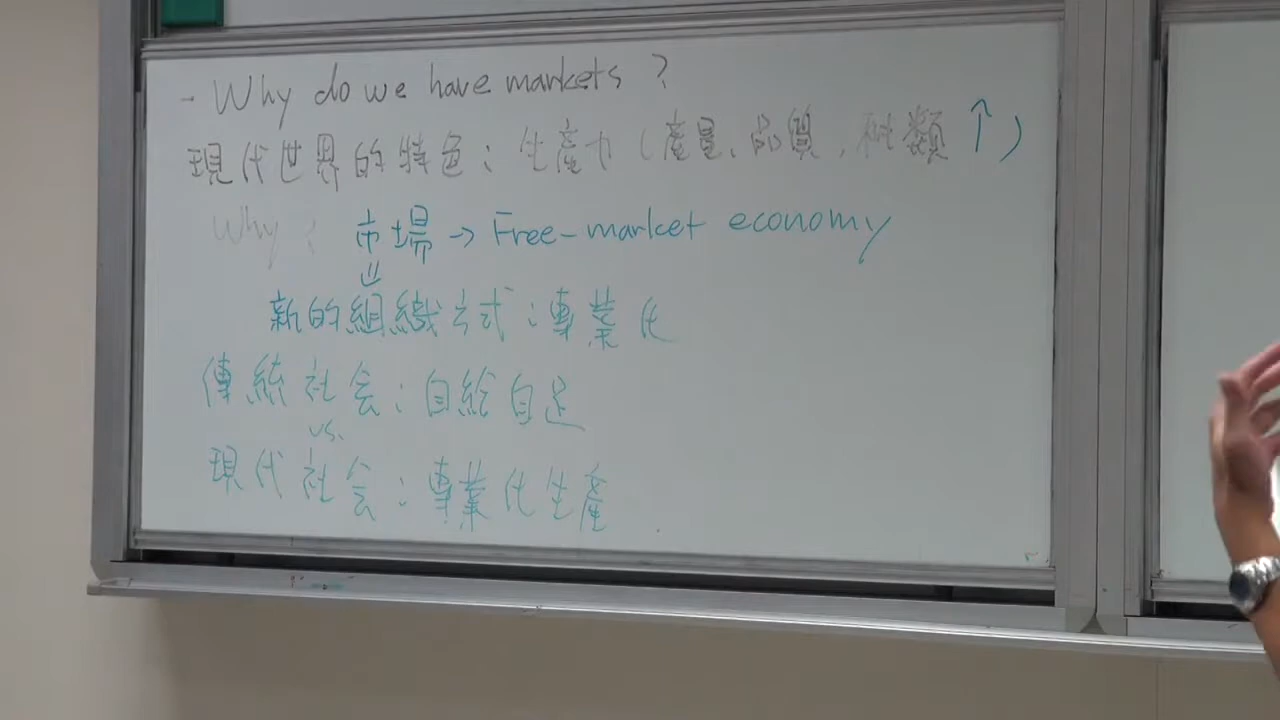 - Why do we have markets ?
現代世界的特色：生產力（產量、品質，種類 ↑）
Why : 市場 → Free-market economy
⇓
新的組織方式：專業化
傳統社会：自給自足
vs.
現代社会：專業化生產